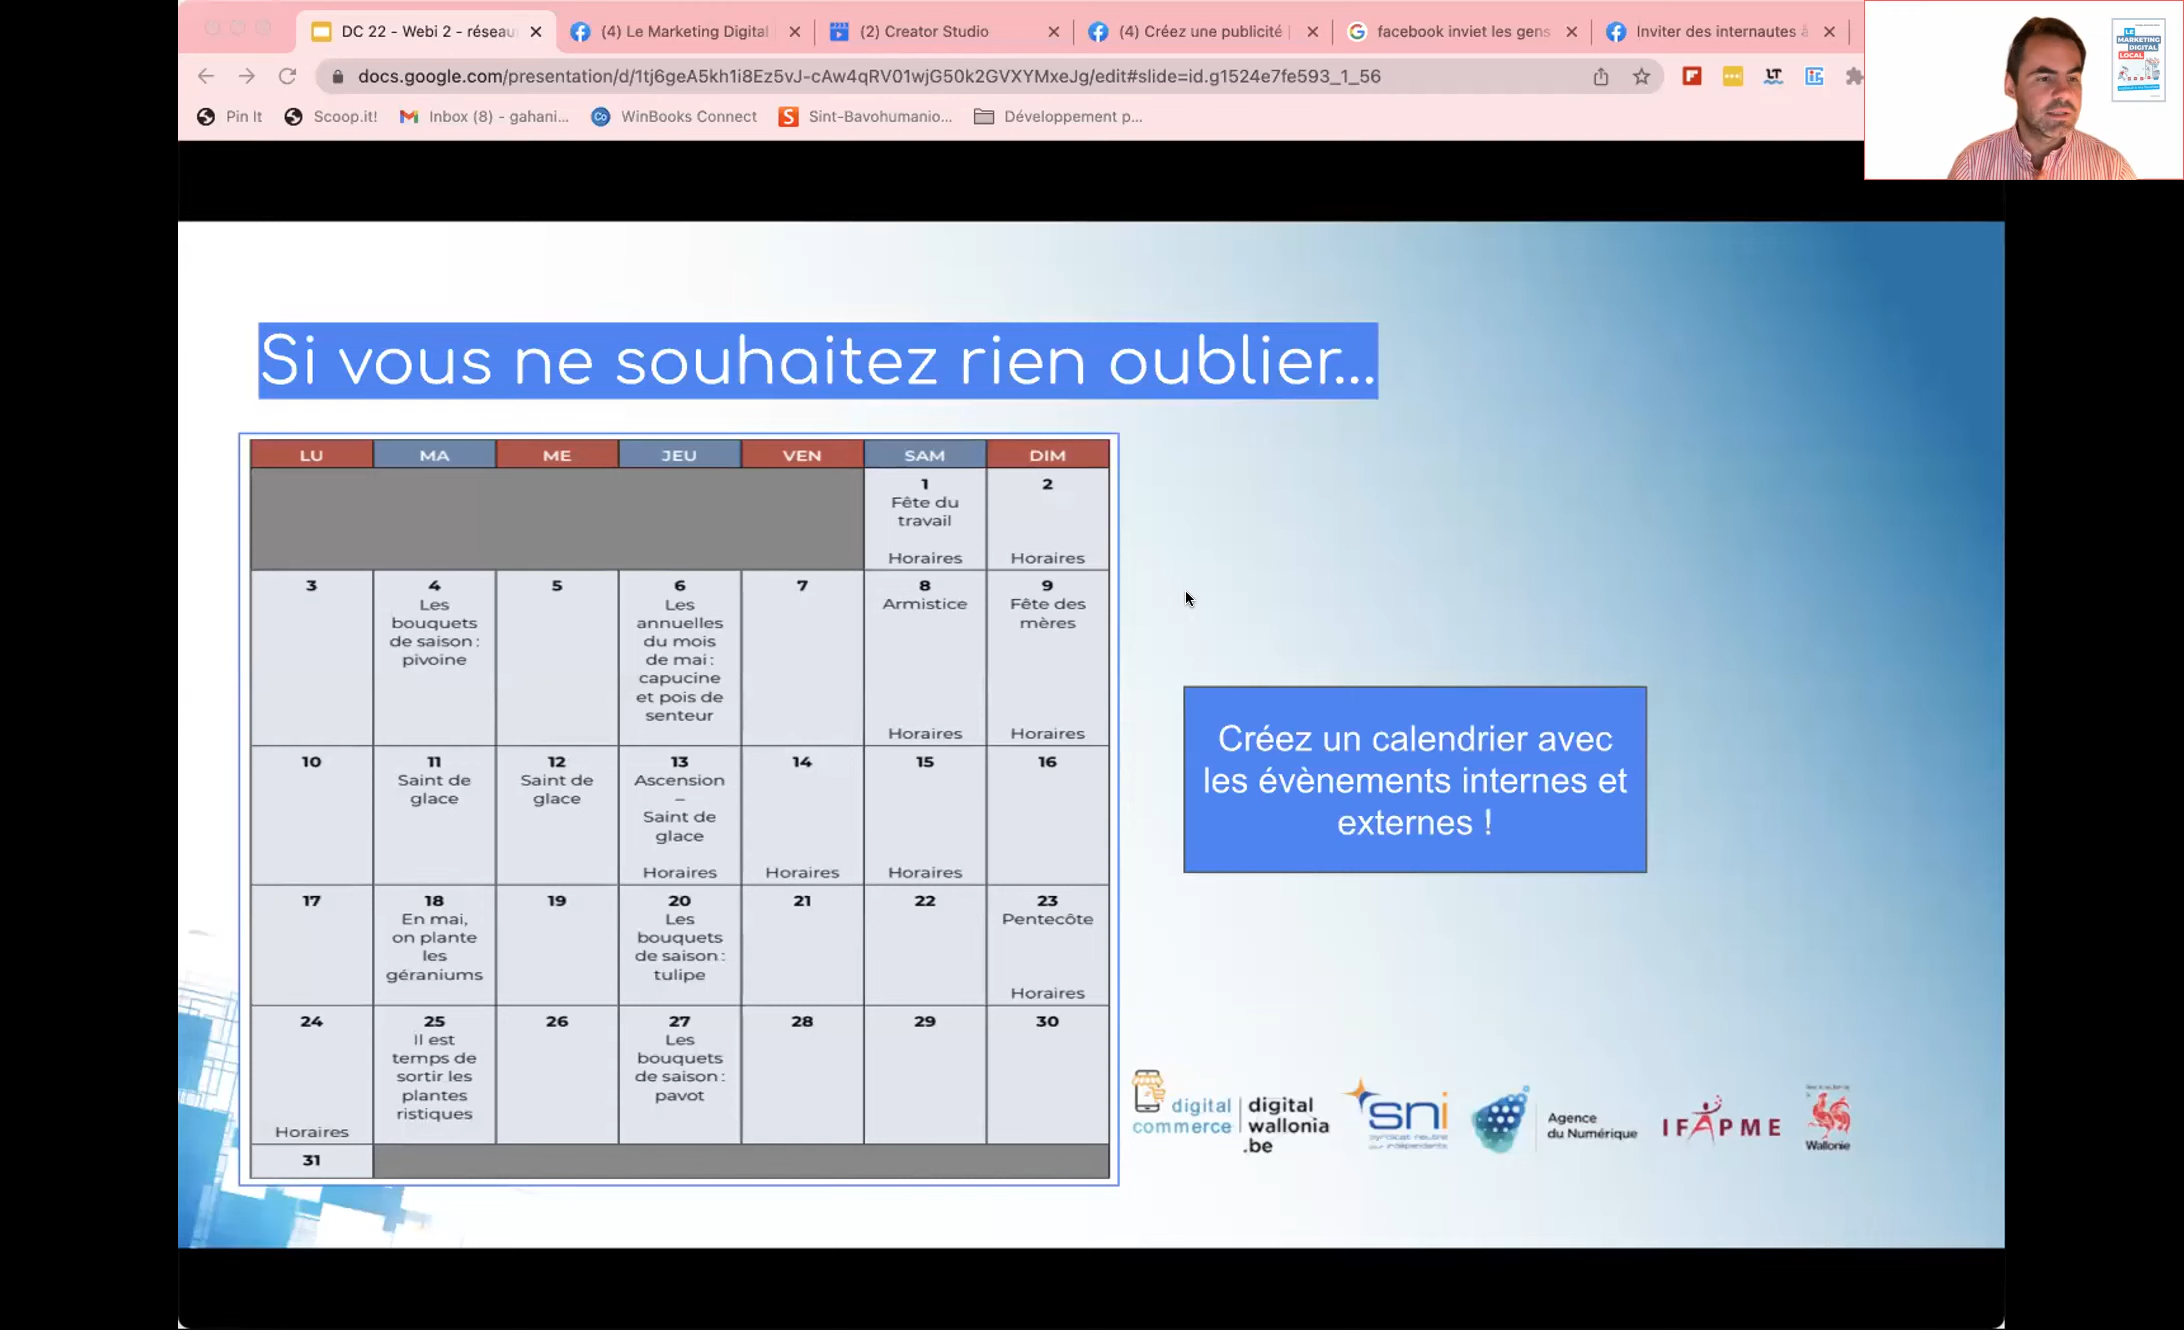 DC 22 - Webi 2 - réseau
(4) Le Marketing Digital
(2) Creator Studio
(4) Créez une publicité |
facebook inviet les gens
Inviter des internautes à
docs.google.com/presentation/d/1tj6geA5kh1i8Ez5vJ-cAw4qRV01wjG50k2GVXYMxeJg/edit#slide=id.g1524e7fe593_1_56
LT
Pin It
Scoop.it!
Inbox (8) - gahani...
WinBooks Connect
Sint-Bavohumanio...
Développement p...
LE
MARKETING
DIGITAL
LOCAL
Si vous ne souhaitez rien oublier...
LU MA ME JEU VEN SAM DIM
1
Fête du
travail
Horaires
2
Horaires
3
4
Les
bouquets
de saison :
pivoine
5
6
Les
annuelles
du mois
de mai :
capucine
et pois de
senteur
7
8
Armistice
Horaires
9
Fête des
mères
Horaires
10
11
Saint de
glace
12
Saint de
glace
13
Ascension
–
Saint de
glace
Horaires
14
Horaires
15
Horaires
16
17
18
En mai,
on plante
les
géraniums
19
20
Les
bouquets
de saison :
tulipe
21
22
23
Pentecôte
Horaires
24
Horaires
25
Il est
temps de
sortir les
plantes
ristiques
26
27
Les
bouquets
de saison :
pavot
28
29
30
31
Créez un calendrier avec
les évènements internes et
externes !
digital
commerce
digital
wallonia
.be
sni
syndicat neutre
pour indépendants
Agence
du Numérique
IFAPME
Wallonie